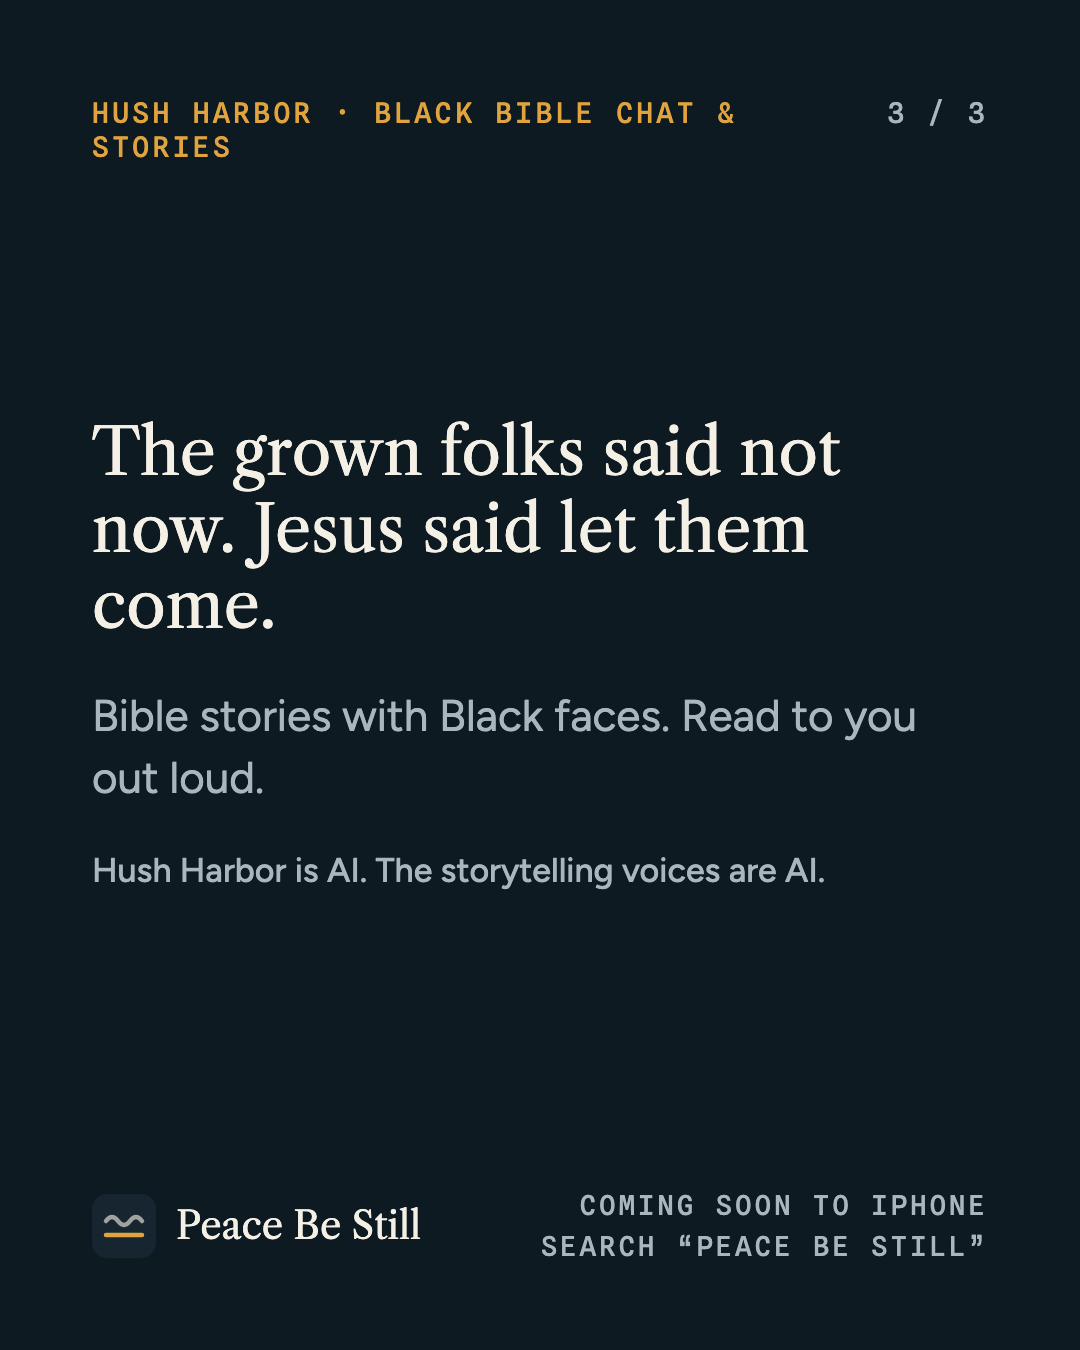 HUSH HARBOR · BLACK BIBLE CHAT &
STORIES
3 / 3
The grown folks said not
now. Jesus said let them
come.
Bible stories with Black faces. Read to you
out loud.
Hush Harbor is AI. The storytelling voices are AI.
Peace Be Still
COMING SOON TO IPHONE
SEARCH “PEACE BE STILL”